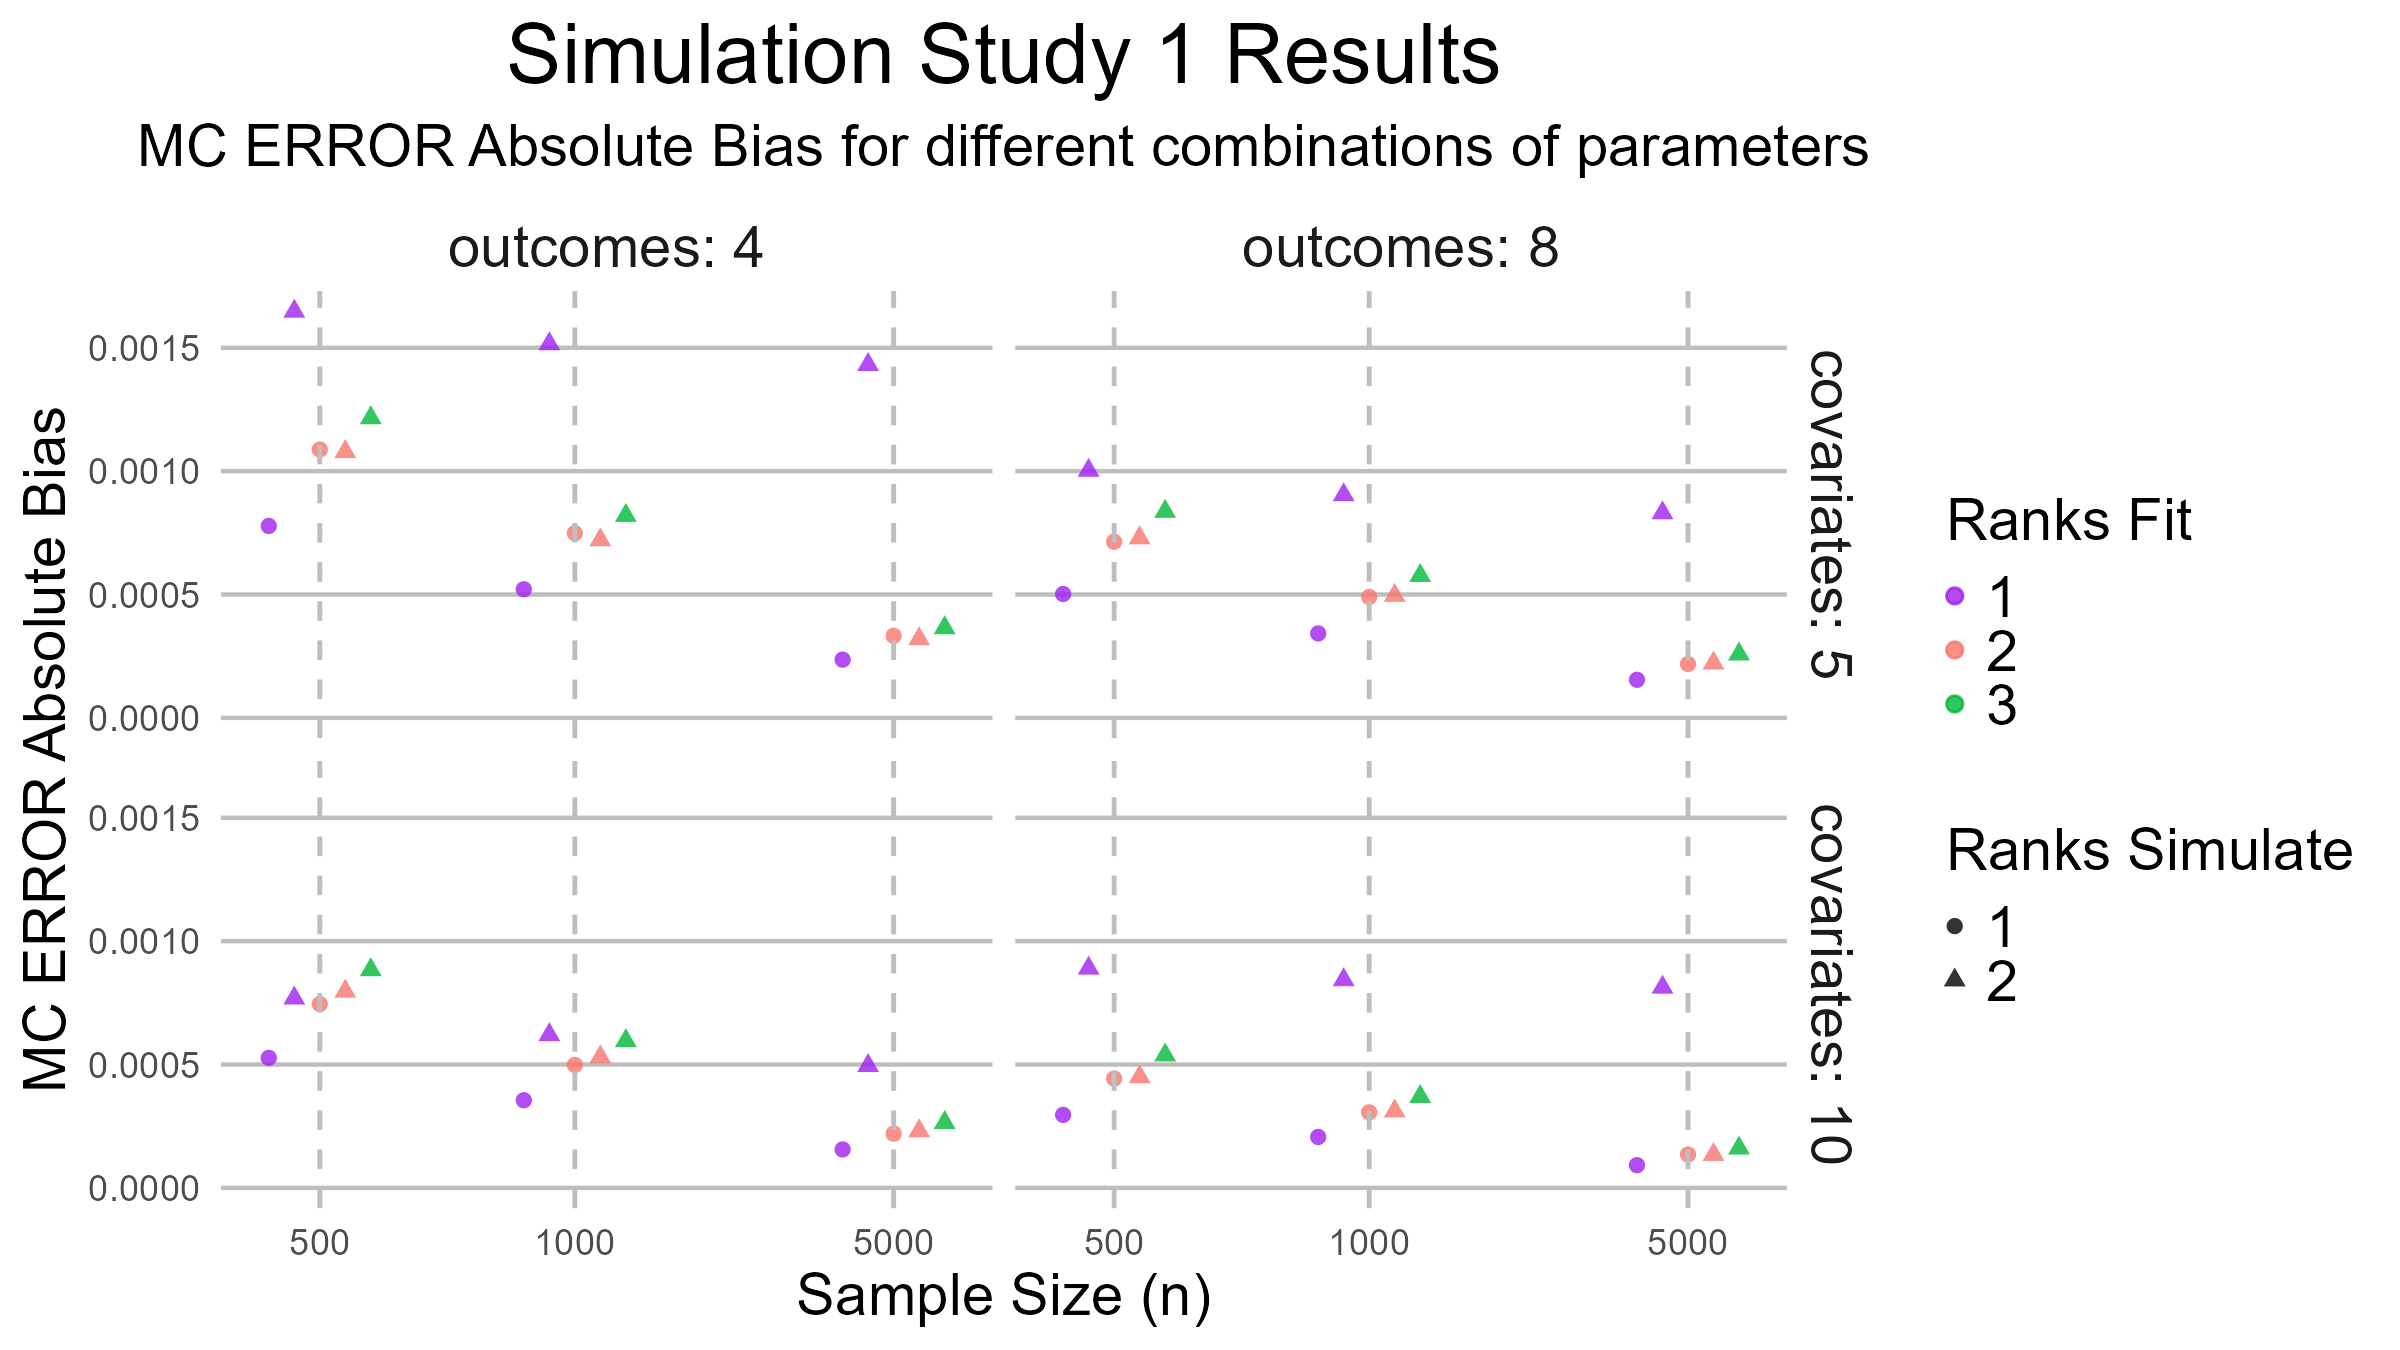 Simulation Study 1 Results
MC ERROR Absolute Bias for different combinations of parameters
outcomes: 4
outcomes: 8
MC ERROR Absolute Bias
0.0015
0.0010
0.0005
0.0000
covariates: 5
0.0015
0.0010
0.0005
0.0000
covariates: 10
500
1000
5000
500
1000
5000
Sample Size (n)
Ranks Fit
1
2
3
Ranks Simulate
1
2